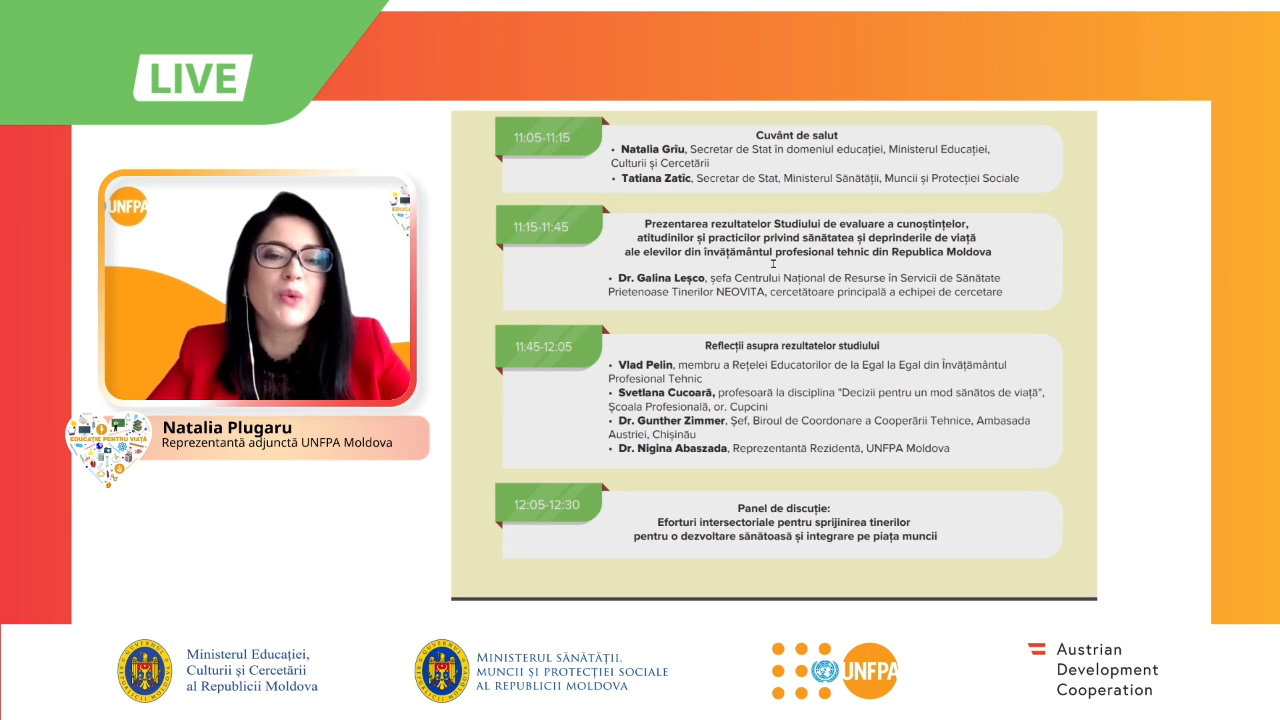 LIVE
UNFPA
EDUCAȚIE PENTRU VIAȚĂ
Natalia Plugaru
Reprezentantă adjunctă UNFPA Moldova
11:05-11:15
Cuvânt de salut
• Natalia Grîu, Secretar de Stat în domeniul educației, Ministerul Educației,
Culturii și Cercetării
• Tatiana Zatîc, Secretar de Stat, Ministerul Sănătății, Muncii și Protecției Sociale
11:15-11:45
Prezentarea rezultatelor Studiului de evaluare a cunoștințelor,
atitudinilor și practicilor privind sănătatea și deprinderile de viață
ale elevilor din învățământul profesional tehnic din Republica Moldova
• Dr. Galina Leșco, șefa Centrului Național de Resurse în Servicii de Sănătate
Prietenoase Tinerilor NEOVITA, cercetătoare principală a echipei de cercetare
11:45-12:05
Reflecții asupra rezultatelor studiului
• Vlad Pelin, membru a Rețelei Educatorilor de la Egal la Egal din Învățământul
Profesional Tehnic
• Svetlana Cucoară, profesoară la disciplina "Decizii pentru un mod sănătos de viață",
Școala Profesională, or. Cupcini
• Dr. Gunther Zimmer, Șef, Biroul de Coordonare a Cooperării Tehnice, Ambasada
Austriei, Chișinău
• Dr. Nigina Abaszada, Reprezentantă Rezidentă, UNFPA Moldova
12:05-12:30
Panel de discuție:
Eforturi intersectoriale pentru sprijinirea tinerilor
pentru o dezvoltare sănătoasă și integrare pe piața muncii
Ministerul Educației,
Culturii și Cercetării
al Republicii Moldova
MINISTERUL SĂNĂTĂȚII,
MUNCII ȘI PROTECȚIEI SOCIALE
AL REPUBLICII MOLDOVA
UNFPA
Austrian
Development
Cooperation